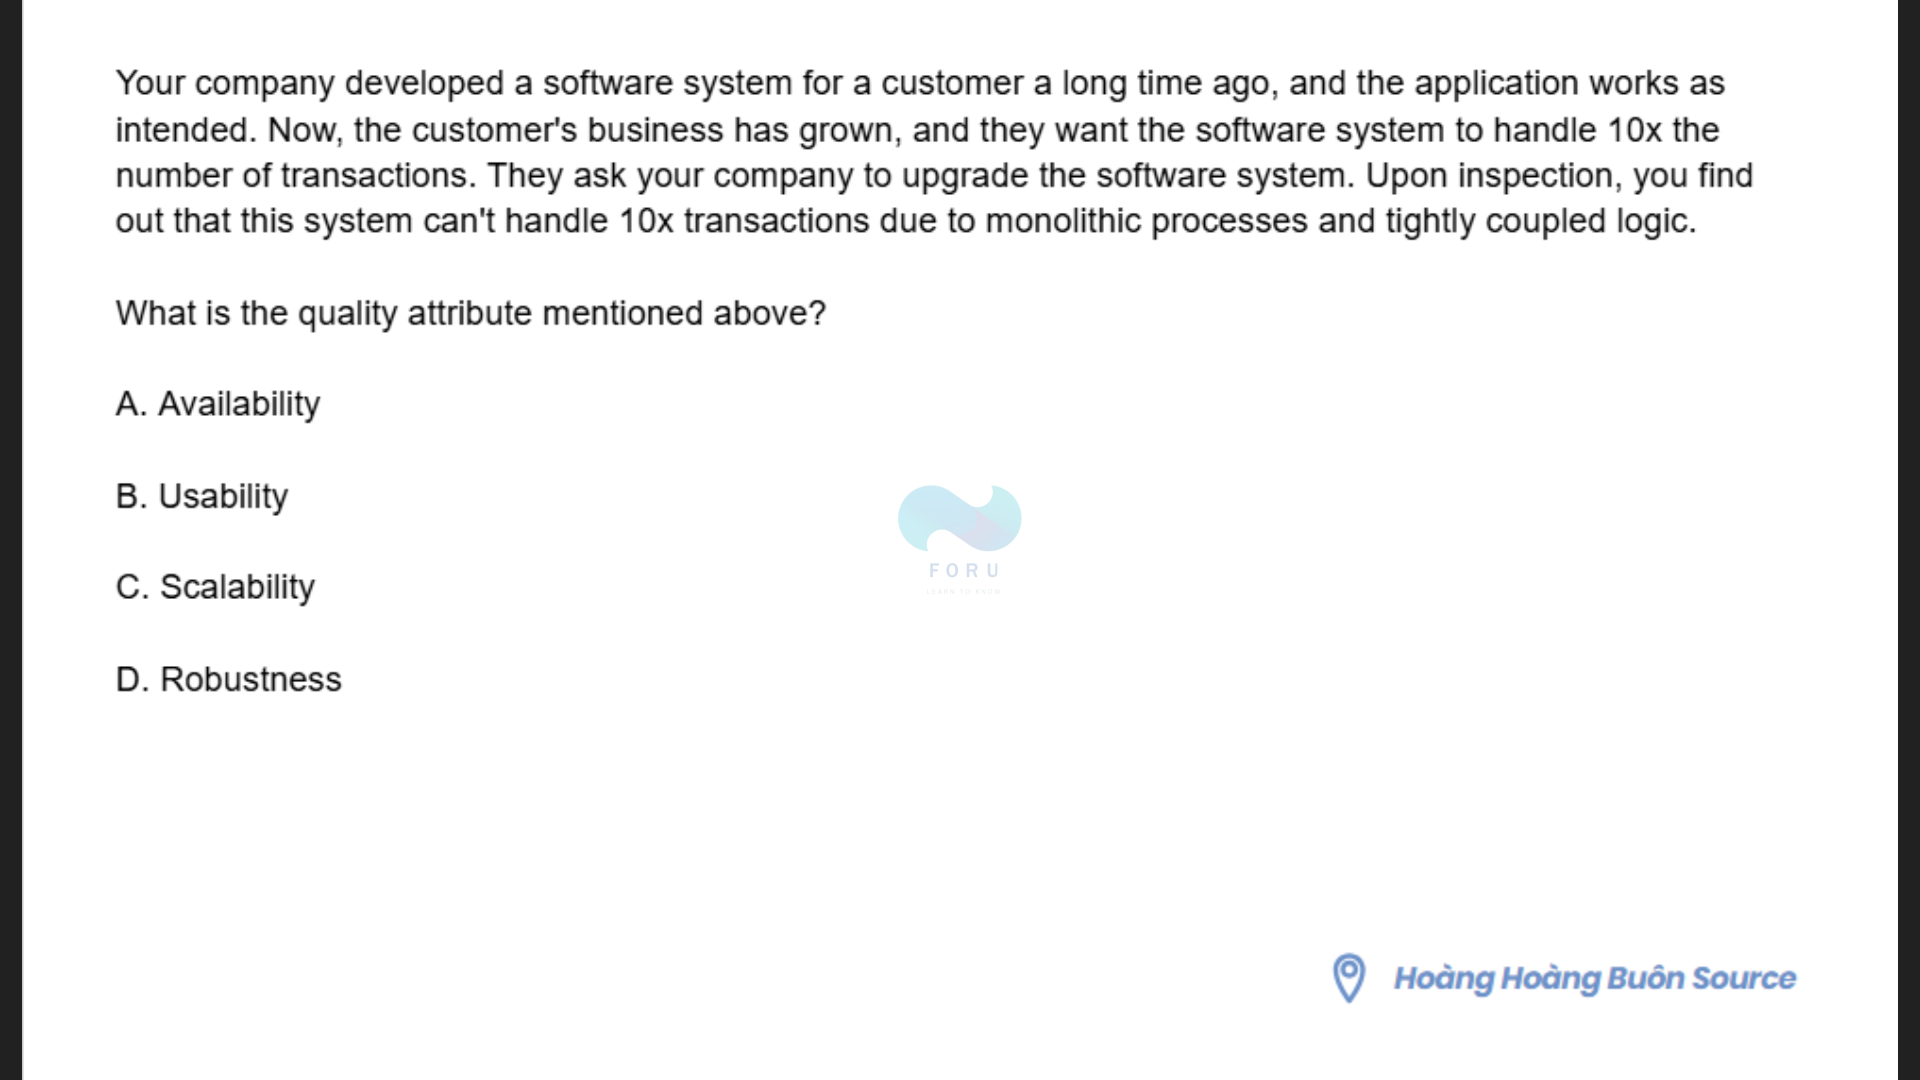 Your company developed a software system for a customer a long time ago, and the application works as
intended. Now, the customer's business has grown, and they want the software system to handle 10x the
number of transactions. They ask your company to upgrade the software system. Upon inspection, you find
out that this system can't handle 10x transactions due to monolithic processes and tightly coupled logic.
What is the quality attribute mentioned above?
A. Availability
B. Usability
C. Scalability
D. Robustness
FORU
LEARN TO KNOW
Hoàng Hoàng Buôn Source